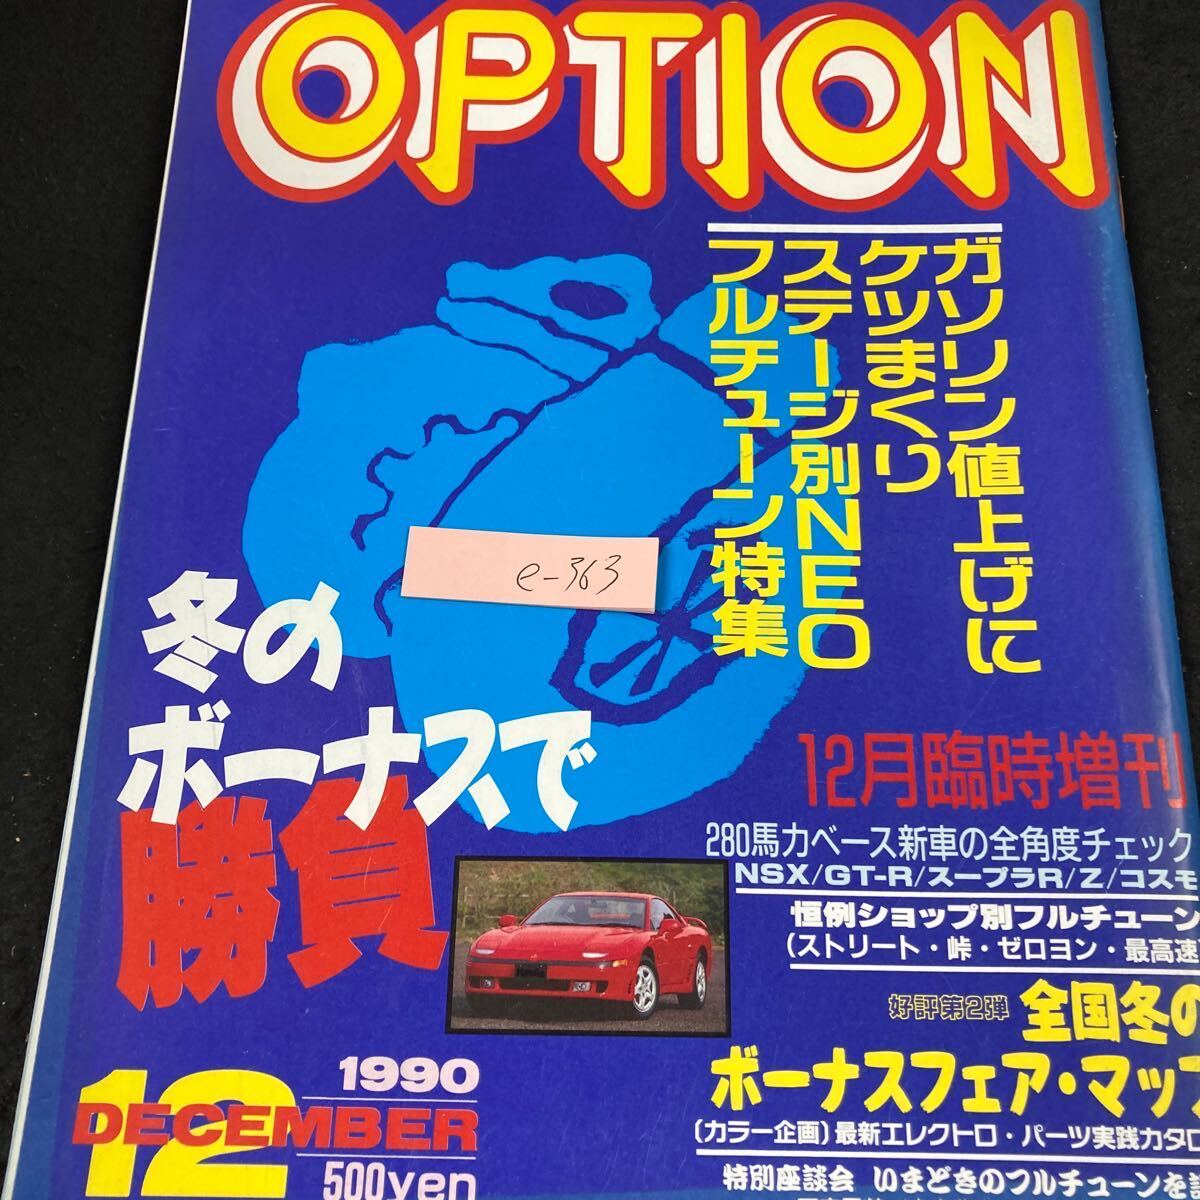 OPTION
ガソリン値上げに
ケツまくり
ステージ別NEO
フルチューン特集
e-363
冬の
ボーナスで
勝負
12月臨時増刊
280馬力ベース新車の全角度チェック
NSX/GT-R/スープラR/Z/コスモ
恒例ショップ別フルチューン
(ストリート・峠・ゼロヨン・最高速
好評第2弾 全国冬の
ボーナスフェア・マップ
(カラー企画)最新エレクトロ・パーツ実践カタロ
特別座談会 いまどきのフルチューンを
1990
12
DECEMBER
500yen